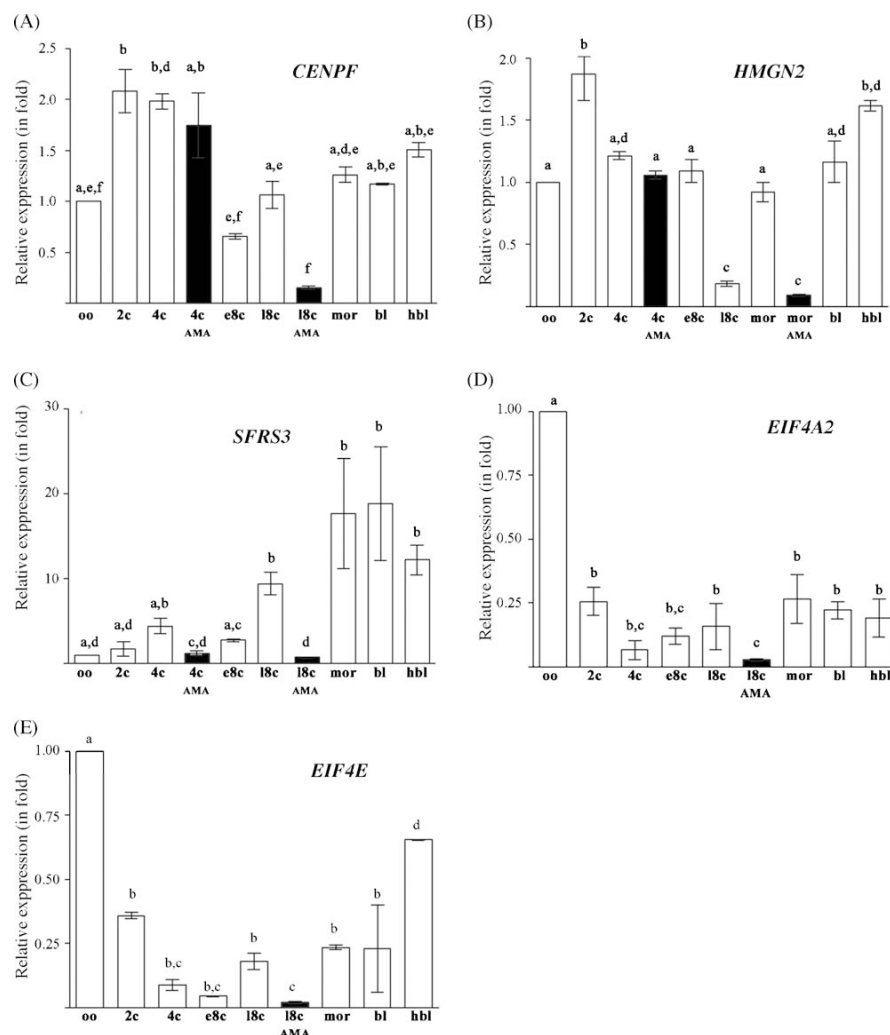 (A)
Relative exppression (in fold)
2.5
2.0
1.5
1.0
0.5
CENPF
a,e,f
b
b,d
a,b
e,f
a,e
f
a,d,e
a,b,e
a,b,e
oo 2c 4c 4c e8c l8c l8c mor bl hbl
AMA AMA
(B)
Relative exppression (in fold)
2.0
1.5
1.0
0.5
HMGN2
a
b
a,d
a
a
c
a
c
a,d
b,d
oo 2c 4c 4c e8c l8c mor mor bl hbl
AMA AMA
(C)
Relative exppression (in fold)
30
20
10
SFRS3
a,d
a,d
a,b
c,d
a,c
b
d
b
b
b
oo 2c 4c 4c e8c l8c l8c mor bl hbl
AMA AMA
(D)
Relative exppression (in fold)
1.00
0.75
0.50
0.25
EIF4A2
a
b
b,c
b,c
b
c
b
b
b
oo 2c 4c e8c l8c l8c mor bl hbl
AMA
(E)
Relative exppression (in fold)
1.00
0.75
0.50
0.25
EIF4E
a
b
b,c
b,c
b
c
b
b
d
oo 2c 4c e8c l8c l8c mor bl hbl
AMA